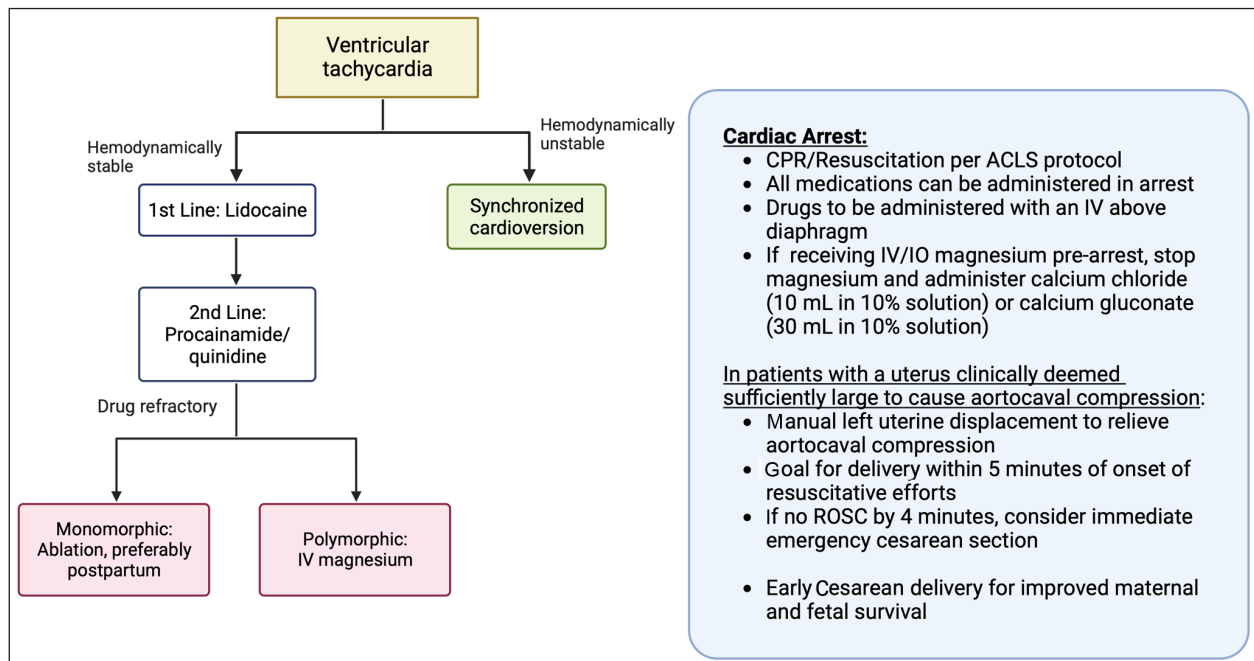 Ventricular
tachycardia
Hemodynamically
stable
Hemodynamically
unstable
1st Line: Lidocaine
Synchronized
cardioversion
2nd Line:
Procainamide/
quinidine
Drug refractory
Monomorphic:
Ablation, preferably
postpartum
Polymorphic:
IV magnesium
Cardiac Arrest:
• CPR/Resuscitation per ACLS protocol
• All medications can be administered in arrest
• Drugs to be administered with an IV above
diaphragm
• If receiving IV/IO magnesium pre-arrest, stop
magnesium and administer calcium chloride
(10 mL in 10% solution) or calcium gluconate
(30 mL in 10% solution)
In patients with a uterus clinically deemed
sufficiently large to cause aortocaval compression:
• Manual left uterine displacement to relieve
aortocaval compression
• Goal for delivery within 5 minutes of onset of
resuscitative efforts
• If no ROSC by 4 minutes, consider immediate
emergency cesarean section
• Early Cesarean delivery for improved maternal
and fetal survival